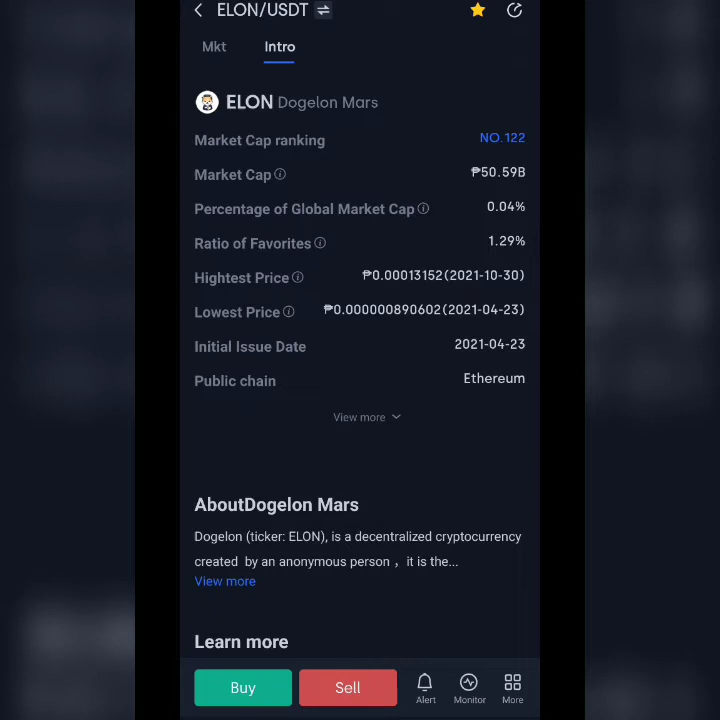 ELON/USDT
Mkt Intro
ELON Dogelon Mars
Market Cap ranking NO.122
Market Cap ₱50.59B
Percentage of Global Market Cap 0.04%
Ratio of Favorites 1.29%
Hightest Price ₱0.00013152(2021-10-30)
Lowest Price ₱0.000000890602(2021-04-23)
Initial Issue Date 2021-04-23
Public chain Ethereum
View more
AboutDogelon Mars
Dogelon (ticker: ELON), is a decentralized cryptocurrency
created by an anonymous person ，it is the...
View more
Learn more
Buy Sell Alert Monitor More